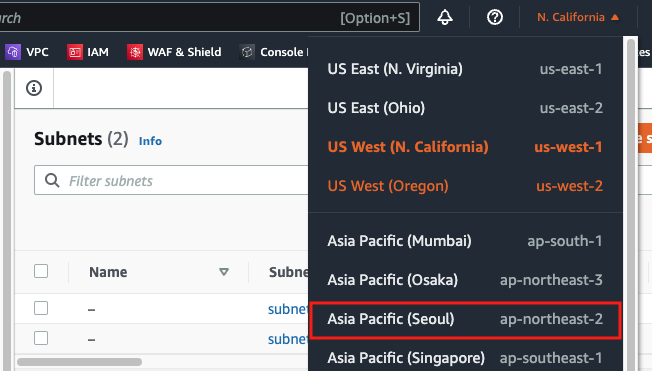 arch [Option+S] N. California ▲
VPC IAM WAF & Shield Console
US East (N. Virginia) us-east-1
US East (Ohio) us-east-2
Subnets (2) Info
US West (N. California) us-west-1
Filter subnets
US West (Oregon) us-west-2
Asia Pacific (Mumbai) ap-south-1
Name Subne
Asia Pacific (Osaka) ap-northeast-3
– subnet
Asia Pacific (Seoul) ap-northeast-2
– subnet
Asia Pacific (Singapore) ap-southeast-1